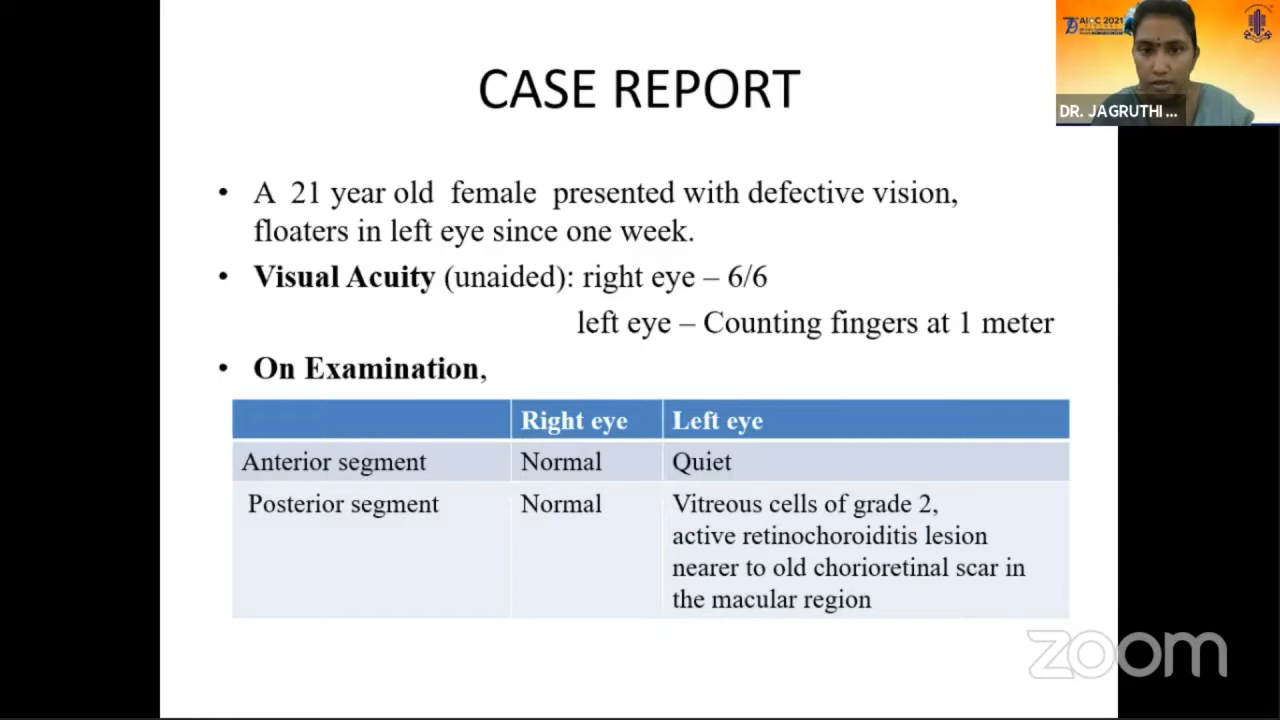 CASE REPORT
AIOC 2021
DR. JAGRUTHI ...
• A 21 year old female presented with defective vision,
floaters in left eye since one week.
• Visual Acuity (unaided): right eye – 6/6
left eye – Counting fingers at 1 meter
• On Examination,
Right eye Left eye
Anterior segment Normal Quiet
Posterior segment Normal Vitreous cells of grade 2,
active retinochoroiditis lesion
nearer to old chorioretinal scar in
the macular region
zoom